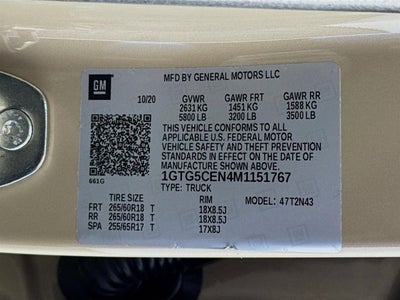 MFD BY GENERAL MOTORS LLC
GM
10/20 GVWR GAWR FRT GAWR RR
2631 KG 1451 KG 1588 KG
5800 LB 3200 LB 3500 LB
THIS VEHICLE CONFORMS TO ALL
APPLICABLE U.S. FEDERAL MOTOR
VEHICLE SAFETY AND THEFT PREVENTION
STANDARDS IN EFFECT ON THE DATE OF
MANUFACTURE SHOWN ABOVE.
661G
1GTG5CEN4M1151767
TYPE: TRUCK
TIRE SIZE RIM MODEL: 47T2N43
FRT 265/60R18 T 18X8.5J
RR 265/60R18 T 18X8.5J
SPA 255/65R17 T 17X8J